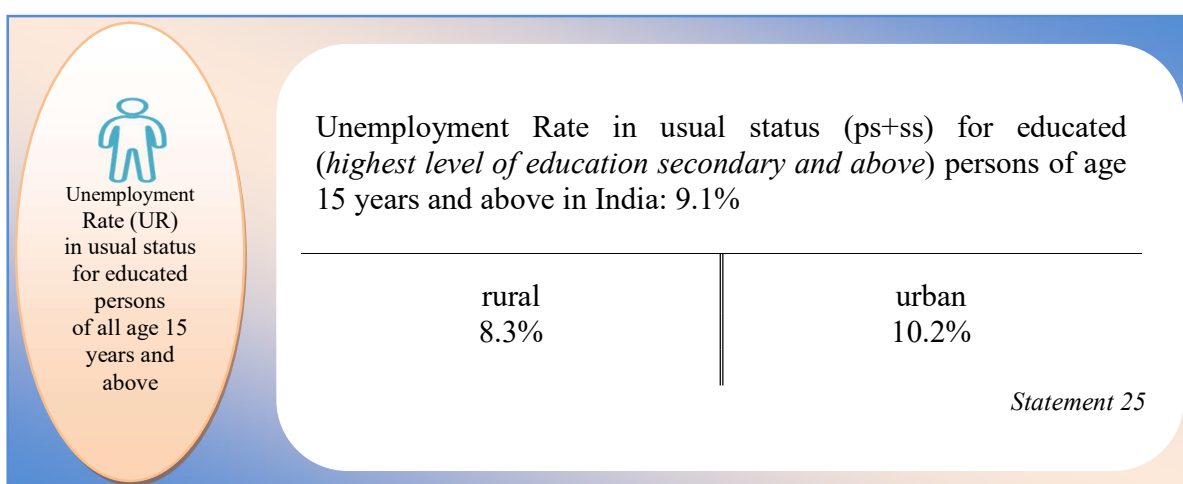 Unemployment
Rate (UR)
in usual status
for educated
persons
of all age 15
years and
above
Unemployment Rate in usual status (ps+ss) for educated
(highest level of education secondary and above) persons of age
15 years and above in India: 9.1%
rural
8.3%
urban
10.2%
Statement 25